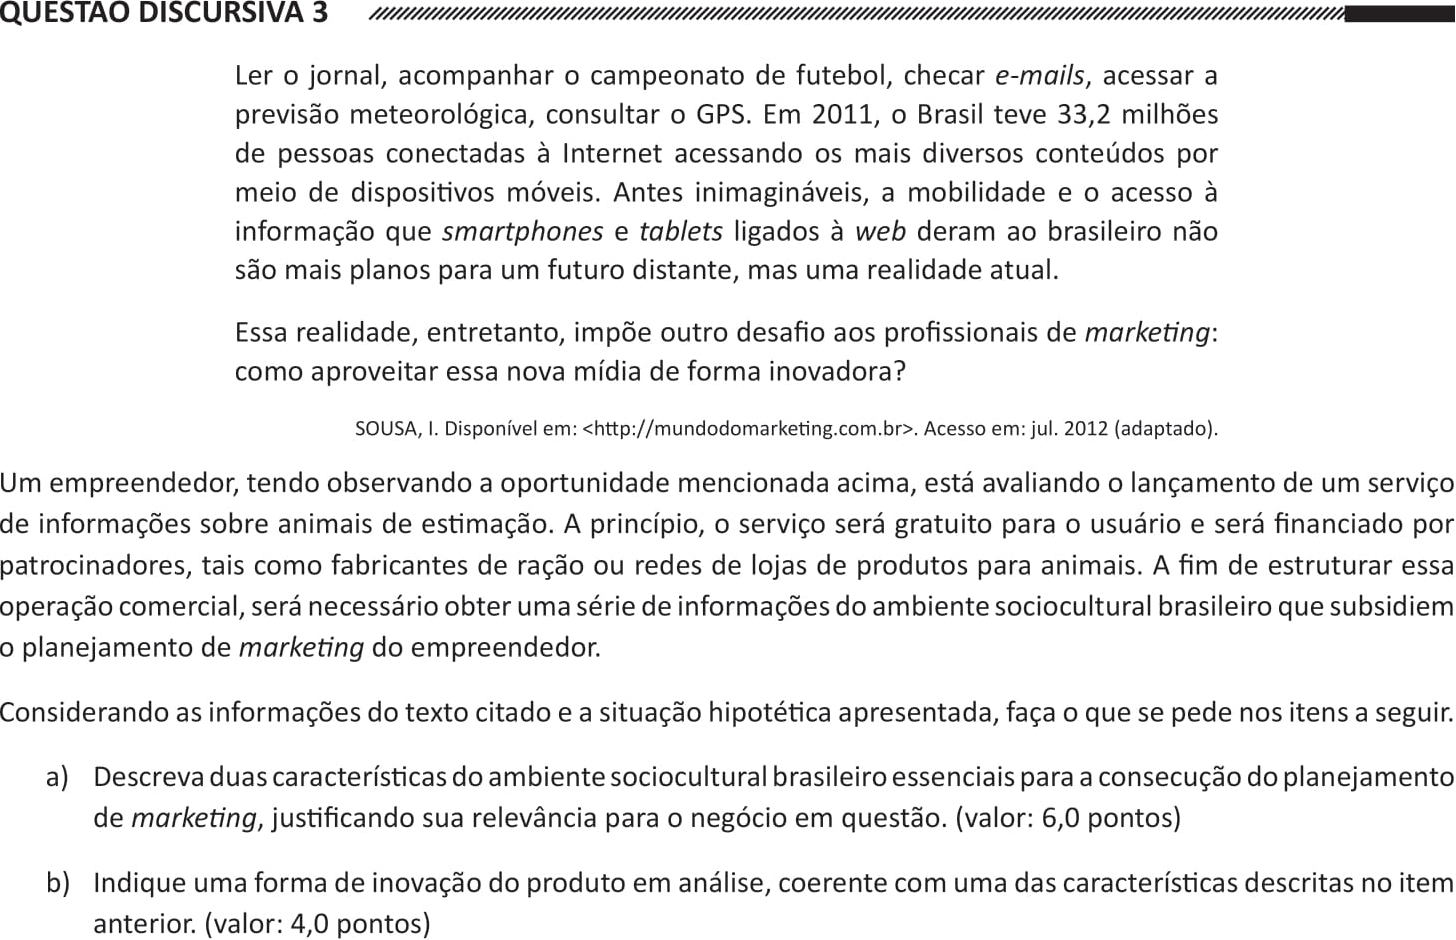 QUESTÃO DISCURSIVA 3
Ler o jornal, acompanhar o campeonato de futebol, checar e-mails, acessar a
previsão meteorológica, consultar o GPS. Em 2011, o Brasil teve 33,2 milhões
de pessoas conectadas à Internet acessando os mais diversos conteúdos por
meio de dispositivos móveis. Antes inimagináveis, a mobilidade e o acesso à
informação que smartphones e tablets ligados à web deram ao brasileiro não
são mais planos para um futuro distante, mas uma realidade atual.
Essa realidade, entretanto, impõe outro desafio aos profissionais de marketing:
como aproveitar essa nova mídia de forma inovadora?
SOUSA, I. Disponível em: <http://mundodomarketing.com.br>. Acesso em: jul. 2012 (adaptado).
Um empreendedor, tendo observando a oportunidade mencionada acima, está avaliando o lançamento de um serviço
de informações sobre animais de estimação. A princípio, o serviço será gratuito para o usuário e será financiado por
patrocinadores, tais como fabricantes de ração ou redes de lojas de produtos para animais. A fim de estruturar essa
operação comercial, será necessário obter uma série de informações do ambiente sociocultural brasileiro que subsidiem
o planejamento de marketing do empreendedor.
Considerando as informações do texto citado e a situação hipotética apresentada, faça o que se pede nos itens a seguir.
a) Descreva duas características do ambiente sociocultural brasileiro essenciais para a consecução do planejamento
de marketing, justificando sua relevância para o negócio em questão. (valor: 6,0 pontos)
b) Indique uma forma de inovação do produto em análise, coerente com uma das características descritas no item
anterior. (valor: 4,0 pontos)